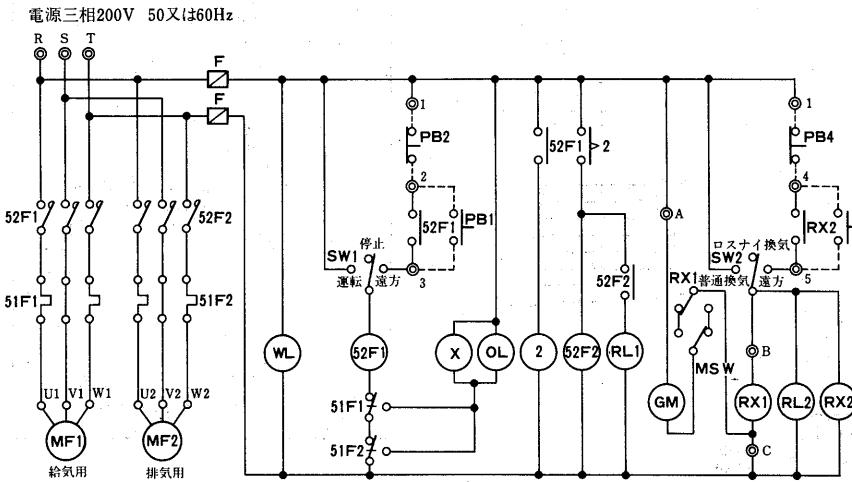 電源三相200V 50又は60Hz
R S T
F
F
1
1
PB2
PB4
52F1
2
2
4
52F1
52F2
52F1
PB1
A
RX2
停止
ロスナイ換気
SW1
SW2
運転
遠方
3
普通換気
遠方
5
52F2
RX1
51F1
51F2
MSW
B
WL
52F1
X
OL
2
52F2
RL1
GM
RX1
RL2
RX2
51F1
51F2
C
U1 V1 W1
U2 V2 W2
MF1
MF2
給気用
排気用